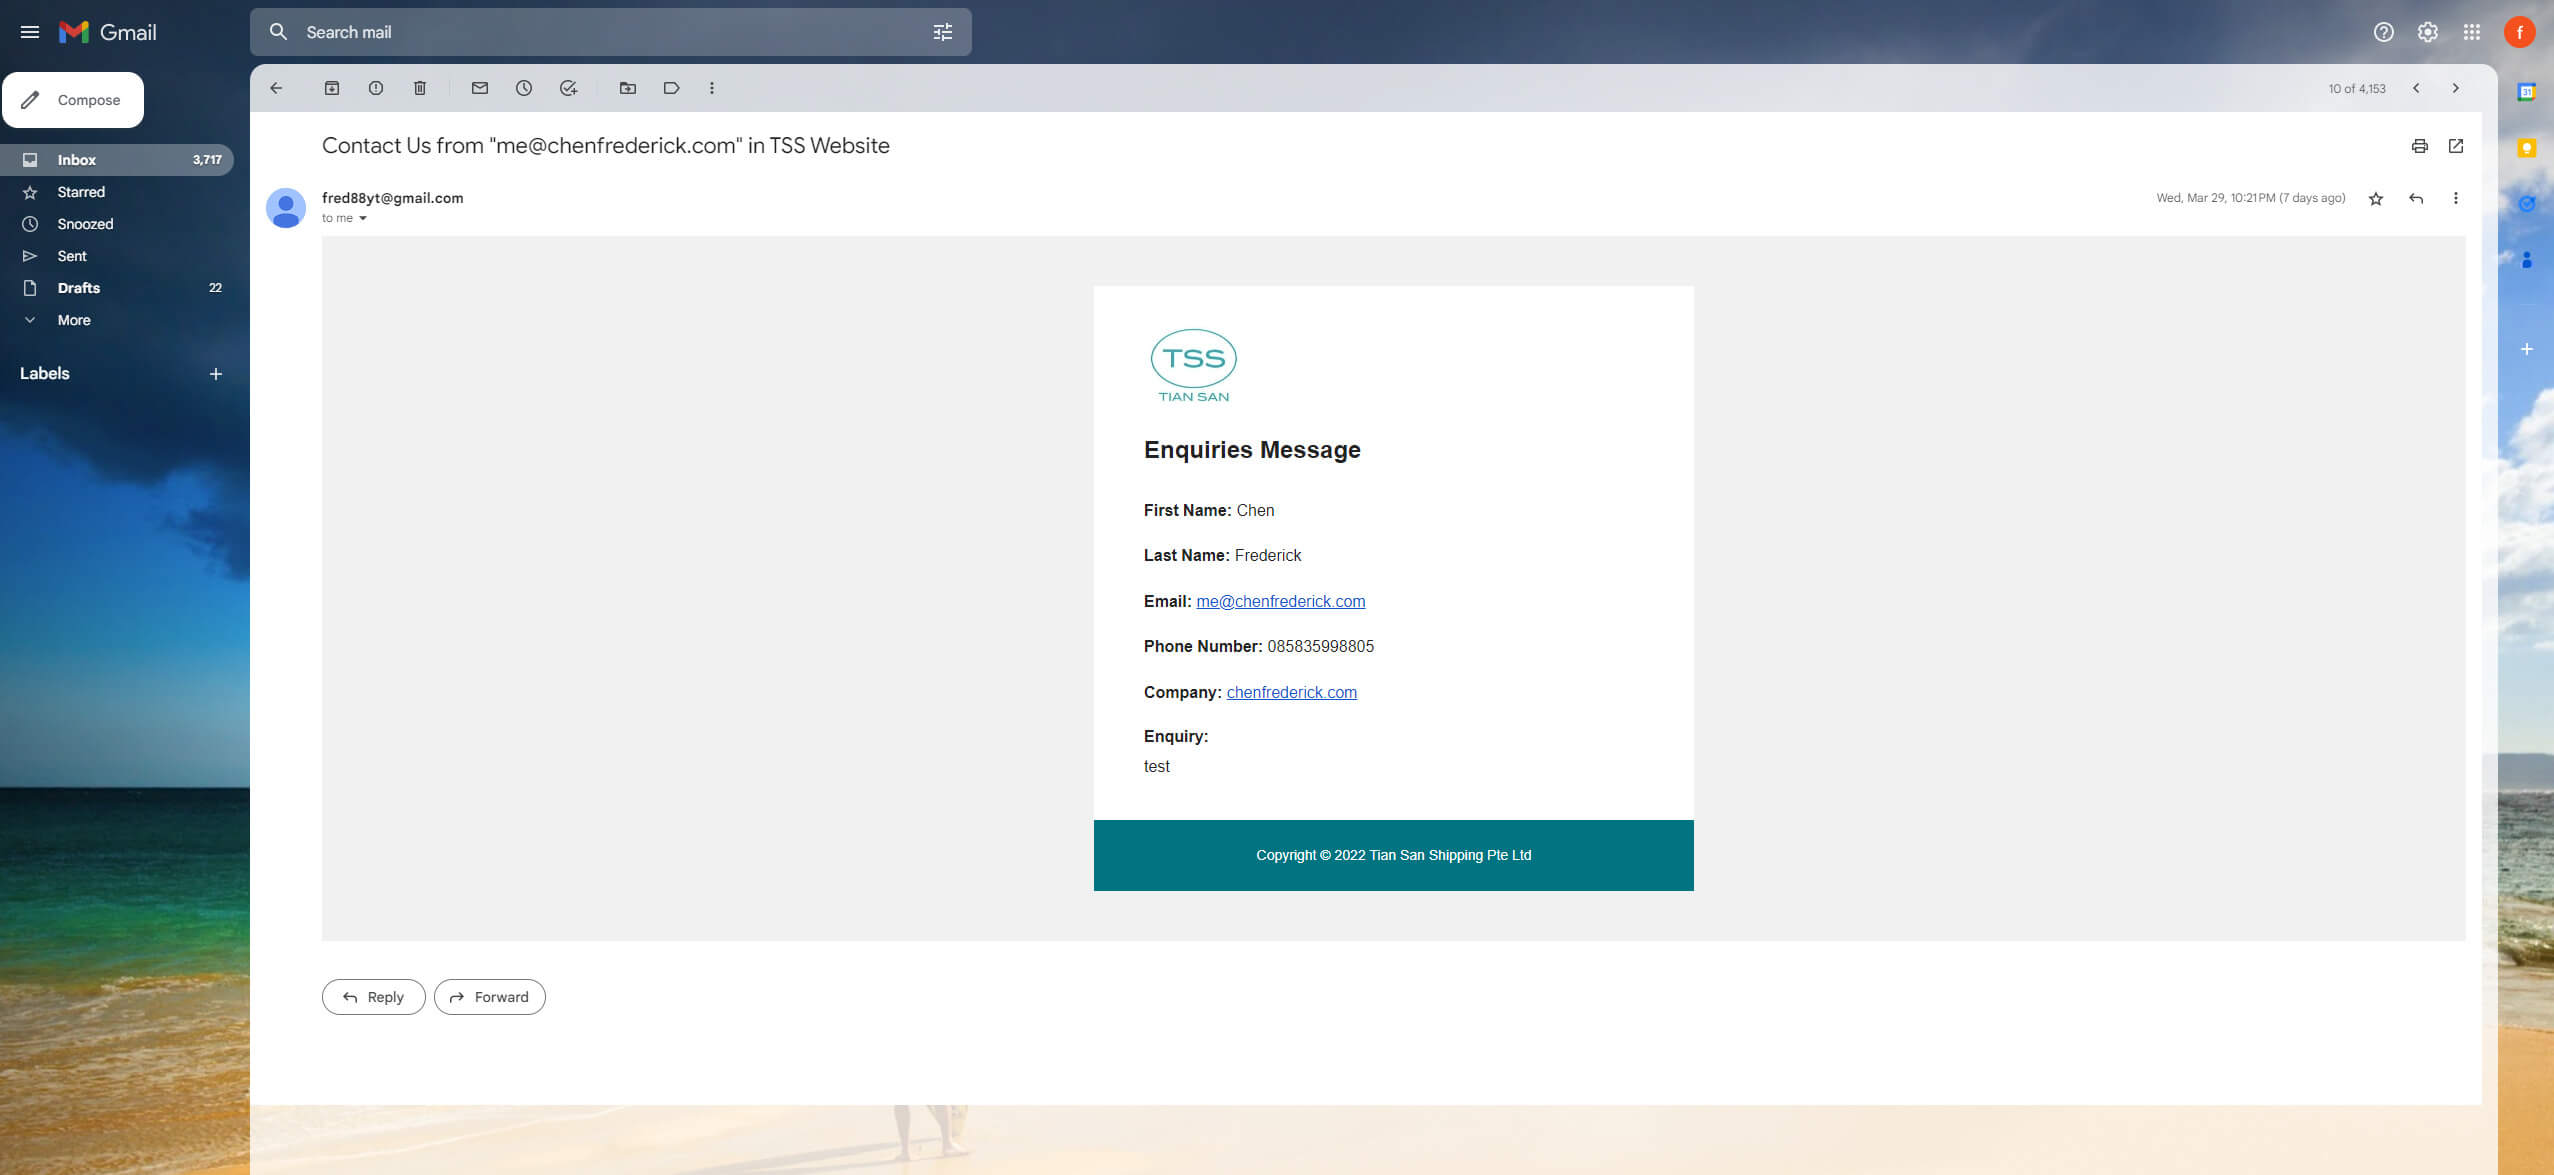 Gmail
Search mail
f
Compose
10 of 4,153
Inbox 3,717
Starred
Snoozed
Sent
Drafts 22
More
Labels
Contact Us from "me@chenfrederick.com" in TSS Website
fred88yt@gmail.com
to me
Wed, Mar 29, 10:21 PM (7 days ago)
31
TSS
TIAN SAN
Enquiries Message
First Name: Chen
Last Name: Frederick
Email: me@chenfrederick.com
Phone Number: 085835998805
Company: chenfrederick.com
Enquiry:
test
Copyright © 2022 Tian San Shipping Pte Ltd
Reply
Forward